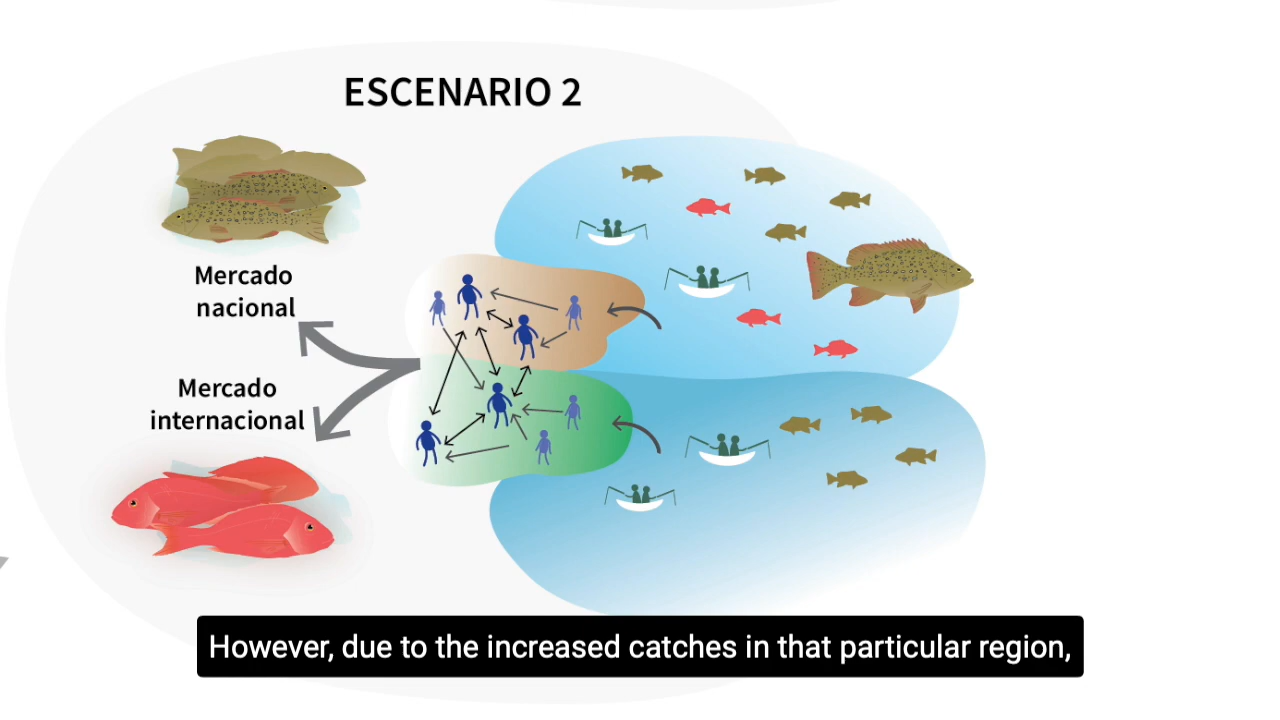 ESCENARIO 2
Mercado
nacional
Mercado
internacional
However, due to the increased catches in that particular region,